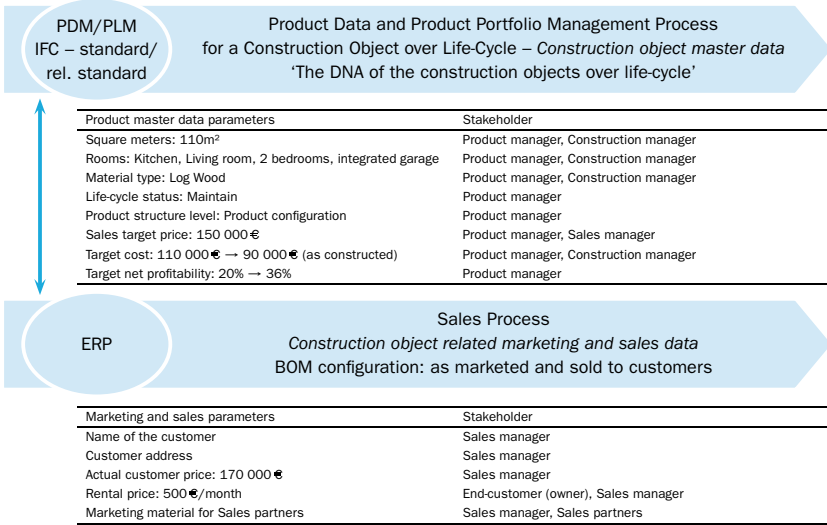 PDM/PLM
IFC – standard/
rel. standard
Product Data and Product Portfolio Management Process
for a Construction Object over Life-Cycle – Construction object master data
‘The DNA of the construction objects over life-cycle’
Product master data parameters Stakeholder
Square meters: 110m² Product manager, Construction manager
Rooms: Kitchen, Living room, 2 bedrooms, integrated garage Product manager, Construction manager
Material type: Log Wood Product manager, Construction manager
Life-cycle status: Maintain Product manager
Product structure level: Product configuration Product manager
Sales target price: 150 000 € Product manager, Sales manager
Target cost: 110 000 € → 90 000 € (as constructed) Product manager, Construction manager
Target net profitability: 20% → 36% Product manager
ERP
Sales Process
Construction object related marketing and sales data
BOM configuration: as marketed and sold to customers
Marketing and sales parameters Stakeholder
Name of the customer Sales manager
Customer address Sales manager
Actual customer price: 170 000 € Sales manager
Rental price: 500 €/month End-customer (owner), Sales manager
Marketing material for Sales partners Sales manager, Sales partners